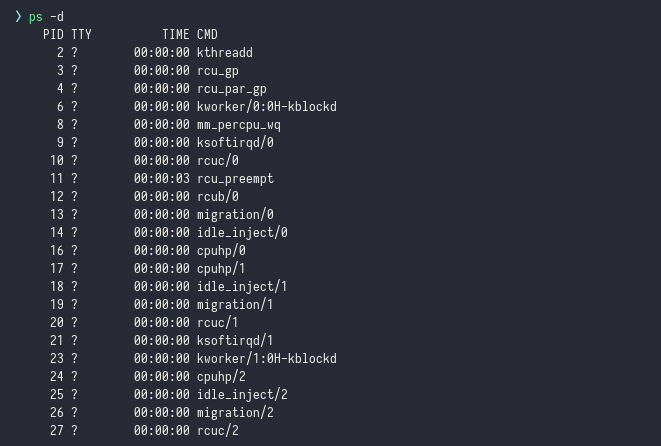 ❯ ps -d
    PID TTY          TIME CMD
      2 ?        00:00:00 kthreadd
      3 ?        00:00:00 rcu_gp
      4 ?        00:00:00 rcu_par_gp
      6 ?        00:00:00 kworker/0:0H-kblockd
      8 ?        00:00:00 mm_percpu_wq
      9 ?        00:00:00 ksoftirqd/0
     10 ?        00:00:00 rcuc/0
     11 ?        00:00:03 rcu_preempt
     12 ?        00:00:00 rcub/0
     13 ?        00:00:00 migration/0
     14 ?        00:00:00 idle_inject/0
     16 ?        00:00:00 cpuhp/0
     17 ?        00:00:00 cpuhp/1
     18 ?        00:00:00 idle_inject/1
     19 ?        00:00:00 migration/1
     20 ?        00:00:00 rcuc/1
     21 ?        00:00:00 ksoftirqd/1
     23 ?        00:00:00 kworker/1:0H-kblockd
     24 ?        00:00:00 cpuhp/2
     25 ?        00:00:00 idle_inject/2
     26 ?        00:00:00 migration/2
     27 ?        00:00:00 rcuc/2